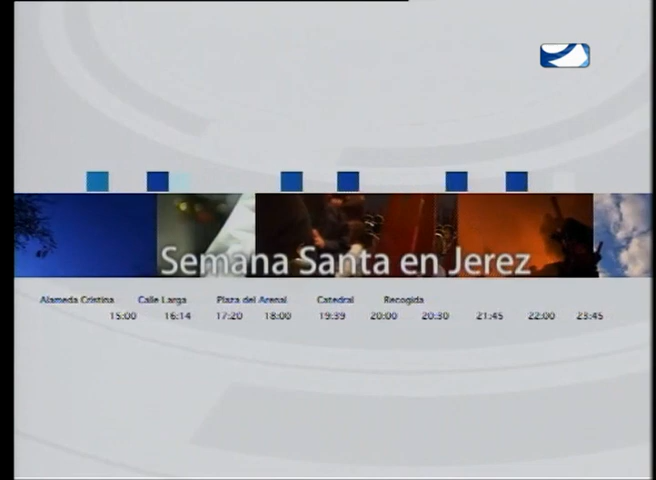 Semana Santa en Jerez
Alameda Cristina Calle Larga Plaza del Arenal Catedral Recogida
15:00 16:14 17:20 18:00 19:39 20:00 20:30 21:45 22:00 23:45